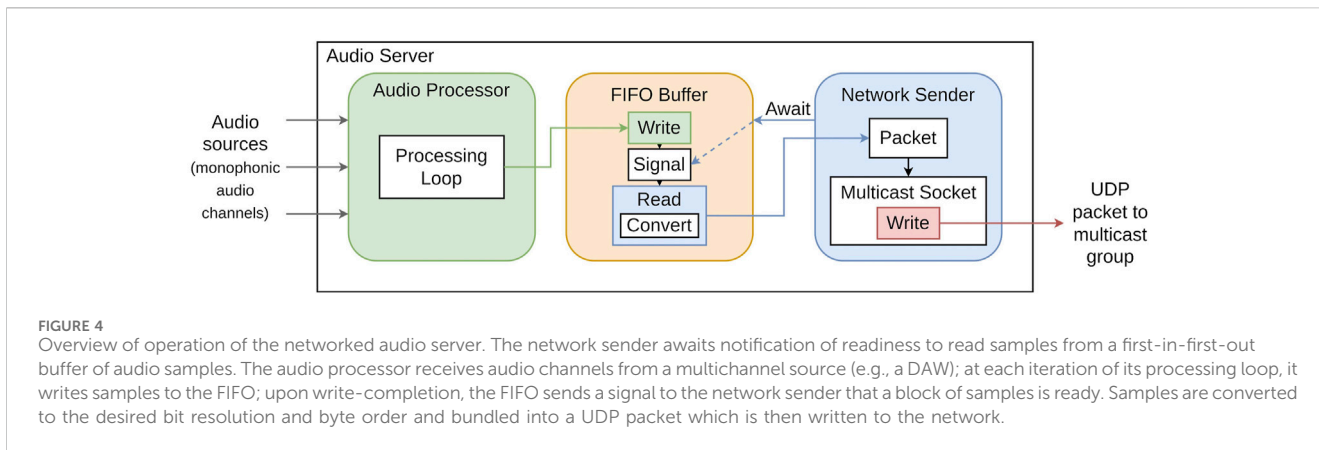 Audio Server
Audio
sources
(monophonic
audio
channels)
Audio Processor
Processing
Loop
FIFO Buffer
Write
Signal
Read
Convert
Await
Network Sender
Packet
Multicast Socket
Write
UDP
packet to
multicast
group
FIGURE 4
Overview of operation of the networked audio server. The network sender awaits notification of readiness to read samples from a first-in-first-out
buffer of audio samples. The audio processor receives audio channels from a multichannel source (e.g., a DAW); at each iteration of its processing loop, it
writes samples to the FIFO; upon write-completion, the FIFO sends a signal to the network sender that a block of samples is ready. Samples are converted
to the desired bit resolution and byte order and bundled into a UDP packet which is then written to the network.